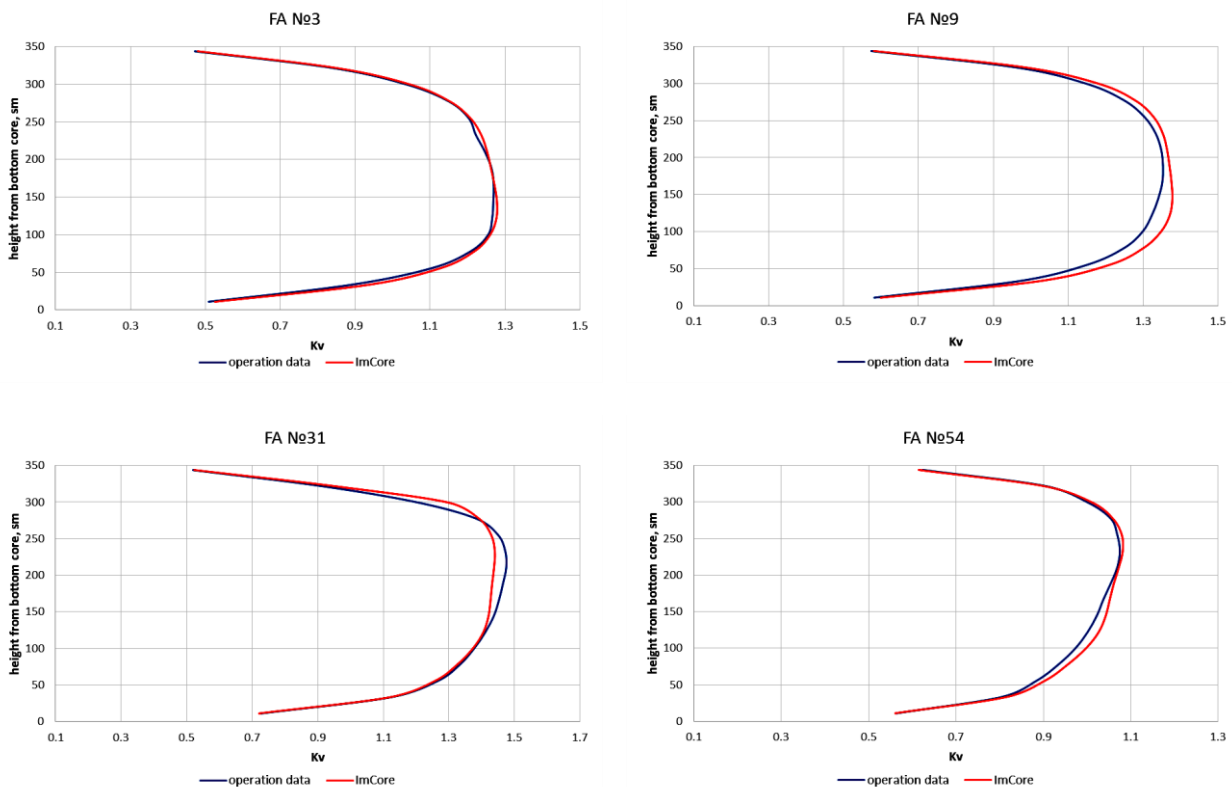 FA №3
350
300
250
200
150
100
50
0
height from bottom core, sm
0.1 0.3 0.5 0.7 0.9 1.1 1.3 1.5
Kv
operation data ImCore
FA №9
350
300
250
200
150
100
50
0
height from bottom core, sm
0.1 0.3 0.5 0.7 0.9 1.1 1.3 1.5
Kv
operation data ImCore
FA №31
350
300
250
200
150
100
50
0
height from bottom core, sm
0.1 0.3 0.5 0.7 0.9 1.1 1.3 1.5 1.7
Kv
operation data ImCore
FA №54
350
300
250
200
150
100
50
0
height from bottom core, sm
0.1 0.3 0.5 0.7 0.9 1.1 1.3
Kv
operation data ImCore